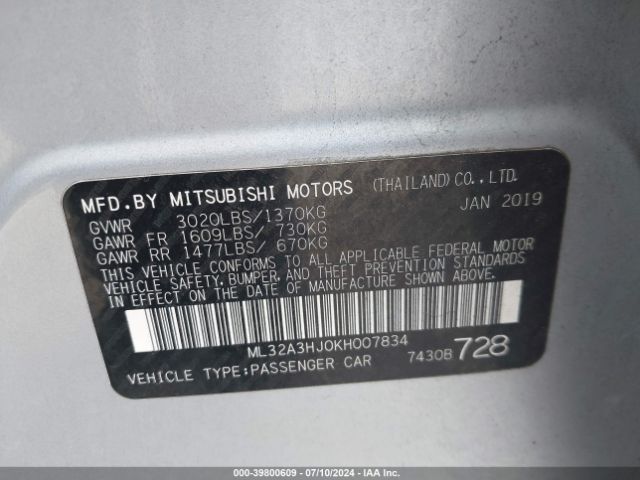 MFD.BY MITSUBISHI MOTORS (THAILAND)CO.,LTD.
GVWR 3020LBS/1370KG JAN 2019
GAWR FR 1609LBS/ 730KG
GAWR RR 1477LBS/ 670KG
THIS VEHICLE CONFORMS TO ALL APPLICABLE FEDERAL MOTOR
VEHICLE SAFETY, BUMPER, AND THEFT PREVENTION STANDARDS
IN EFFECT ON THE DATE OF MANUFACTURE SHOWN ABOVE.
ML32A3HJ0KH007834
VEHICLE TYPE:PASSENGER CAR 7430B 728
000-39800609 / 07/10/2024 - IAA Inc.